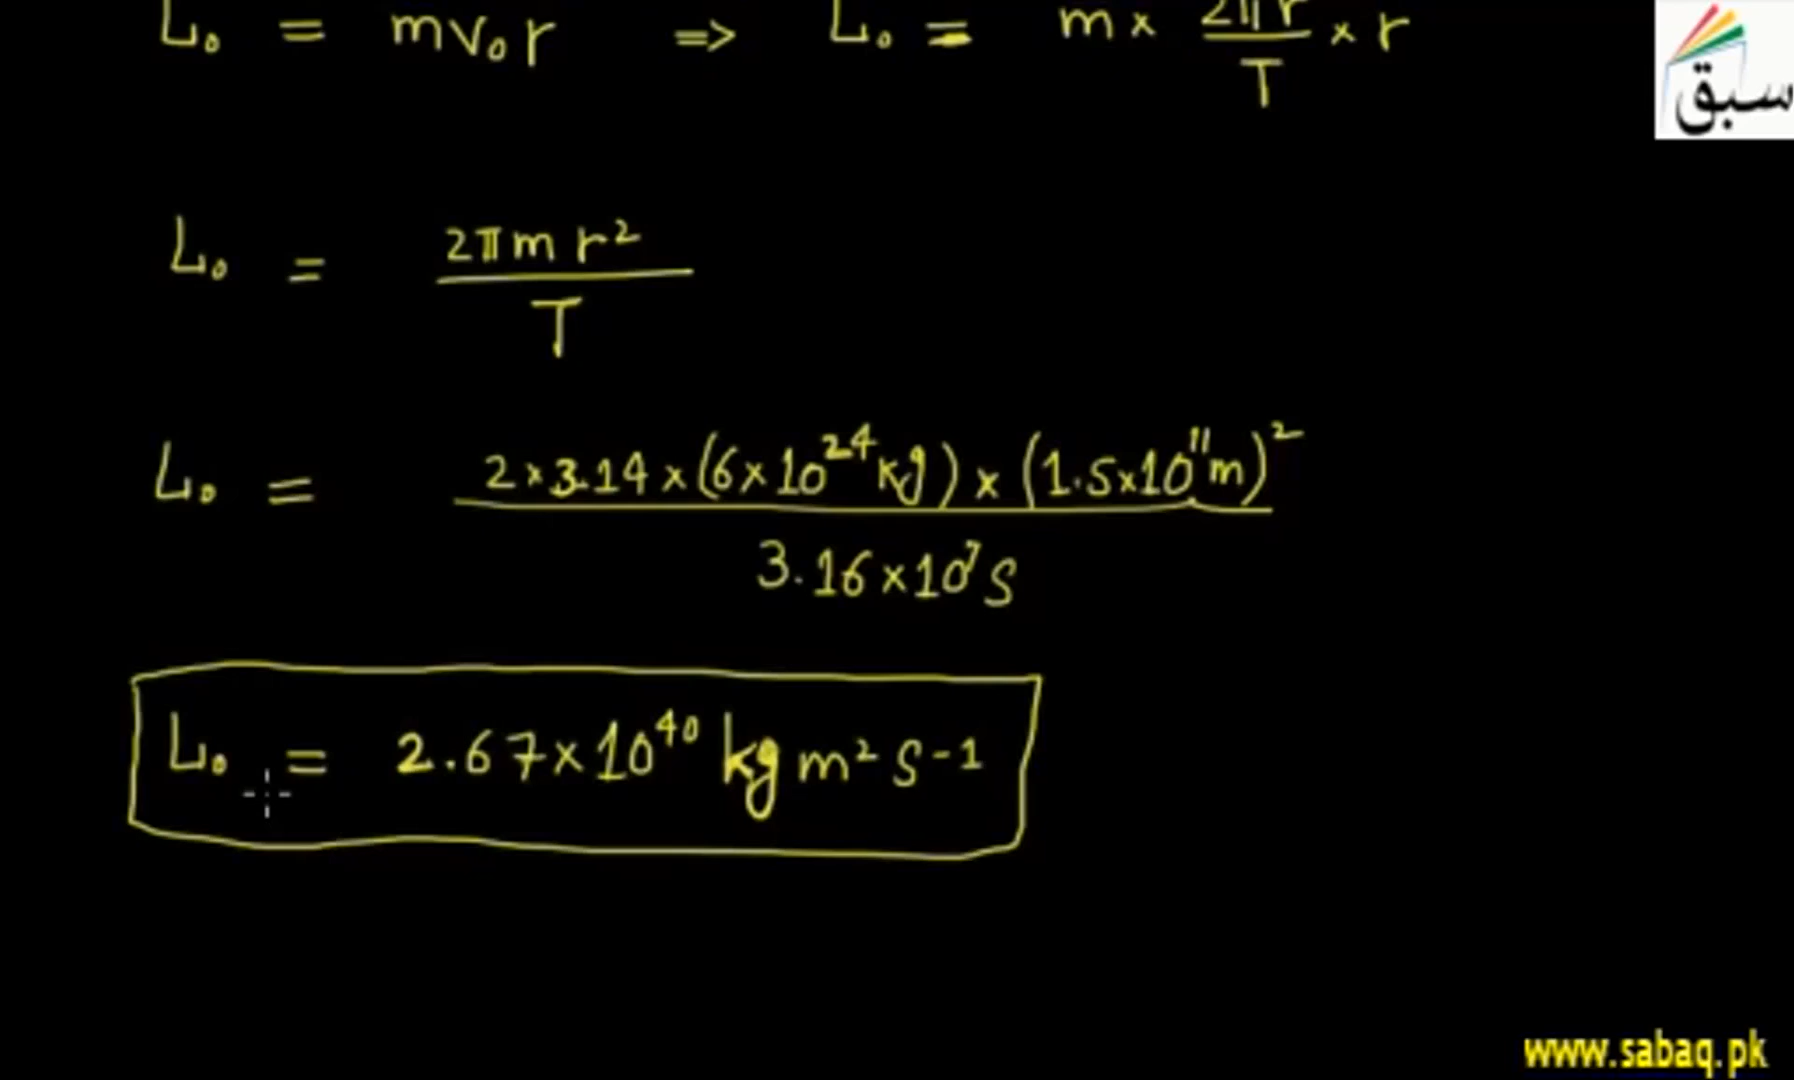 L₀ = mv₀r => L₀ = m × 2πr/T × r
سبق
L₀ = 2πmr²/T
L₀ = 2×3.14×(6×10²⁴kg)×(1.5×10¹¹m)²/3.16×10⁷s
L₀ = 2.67×10⁴⁰ kg m² s⁻¹
www.sabaq.pk